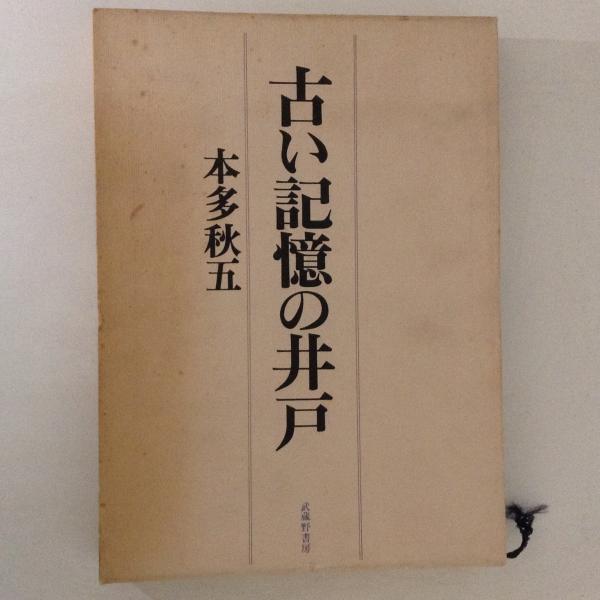 古い記憶の井戸
本多秋五
武蔵野書房